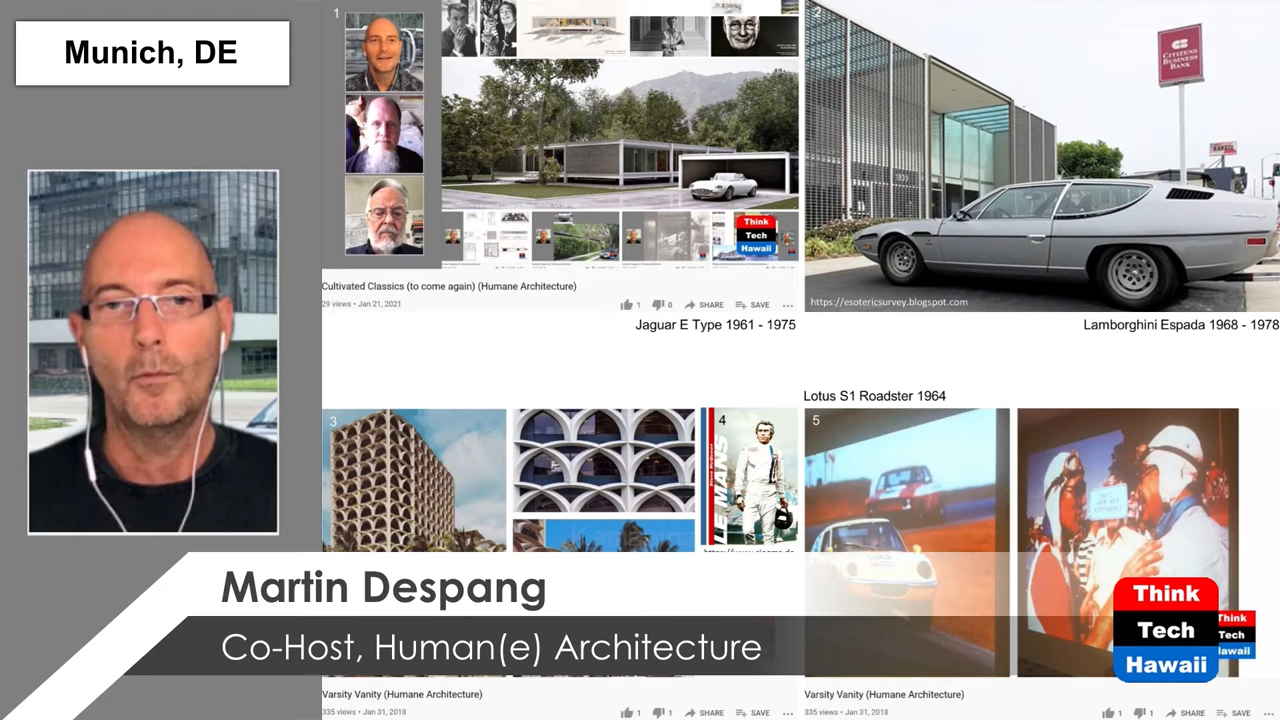 Munich, DE
1
Think
Tech
Hawaii
Cultivated Classics (to come again) (Humane Architecture)
29 views • Jan 21, 2021
1
0
SHARE
SAVE
Jaguar E Type 1961 - 1975
2
CITIZENS
BUSINESS
BANK
KARATE
https://esotericsurvey.blogspot.com
Lamborghini Espada 1968 - 1978
Lotus S1 Roadster 1964
3
4
LE MANS
5
Martin Despang
Co-Host, Human(e) Architecture
Think
Tech
Hawaii
Think
Tech
Varsity Vanity (Humane Architecture)
335 views • Jan 31, 2018
1
1
SHARE
SAVE
Varsity Vanity (Humane Architecture)
335 views • Jan 31, 2018
1
1
SHARE
SAVE